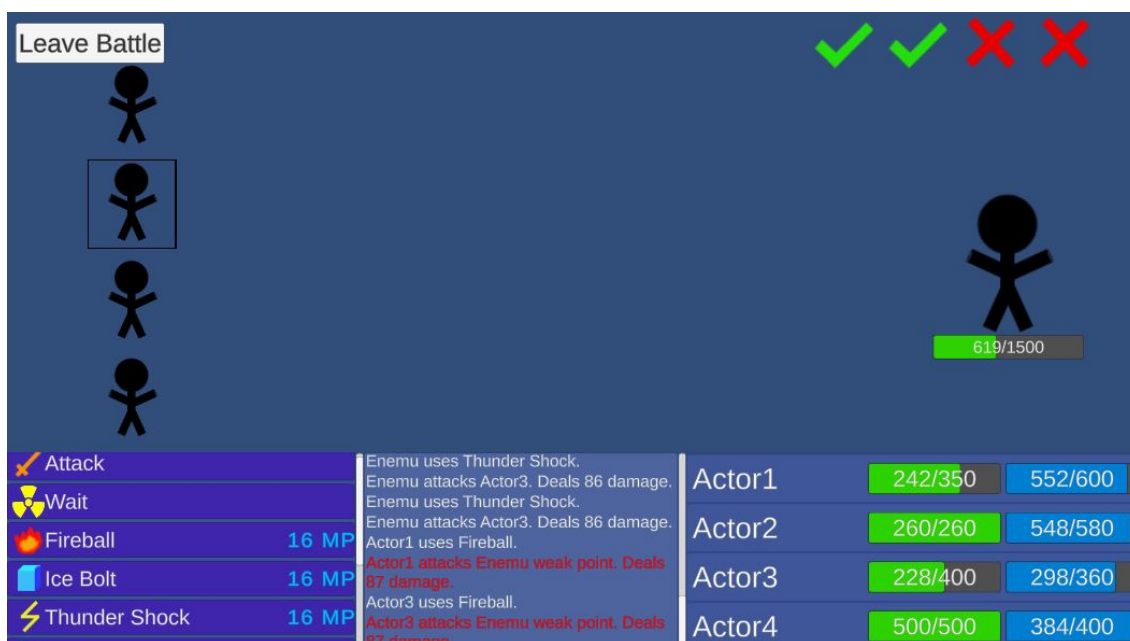 Leave Battle
619/1500
Attack
Wait
Fireball 16 MP
Ice Bolt 16 MP
Thunder Shock 16 MP
Enemu uses Thunder Shock.
Enemu attacks Actor3. Deals 86 damage.
Enemu uses Thunder Shock.
Enemu attacks Actor3. Deals 86 damage.
Actor1 uses Fireball.
Actor1 attacks Enemu weak point. Deals
87 damage.
Actor3 uses Fireball.
Actor3 attacks Enemu weak point. Deals
87 damage.
Actor1 242/350 552/600
Actor2 260/260 548/580
Actor3 228/400 298/360
Actor4 500/500 384/400